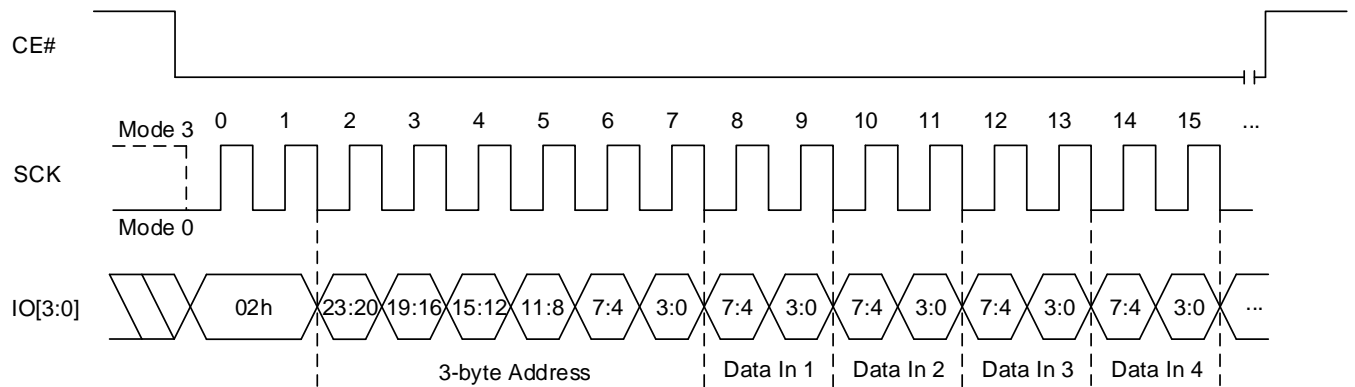 CE#
Mode 3 0 1 2 3 4 5 6 7 8 9 10 11 12 13 14 15 ...
SCK
Mode 0
IO[3:0] 02h 23:20 19:16 15:12 11:8 7:4 3:0 7:4 3:0 7:4 3:0 7:4 3:0 7:4 3:0 ...
3-byte Address Data In 1 Data In 2 Data In 3 Data In 4